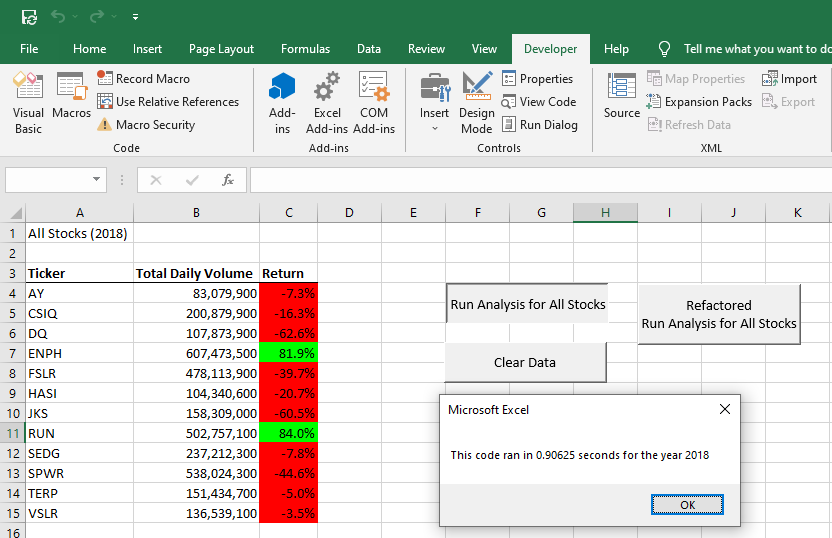 File Home Insert Page Layout Formulas Data Review View Developer Help Tell me what you want to do
Visual Basic
Macros
Record Macro
Use Relative References
Macro Security
Code
Add-ins
Excel Add-ins
COM Add-ins
Add-ins
Insert
Design Mode
Properties
View Code
Run Dialog
Controls
Source
Map Properties
Expansion Packs
Refresh Data
Import
Export
XML
fx
A B C D E F G H I J K
1 All Stocks (2018)
2
3 Ticker Total Daily Volume Return
4 AY 83,079,900 -7.3%
5 CSIQ 200,879,900 -16.3%
6 DQ 107,873,900 -62.6%
7 ENPH 607,473,500 81.9%
8 FSLR 478,113,900 -39.7%
9 HASI 104,340,600 -20.7%
10 JKS 158,309,000 -60.5%
11 RUN 502,757,100 84.0%
12 SEDG 237,212,300 -7.8%
13 SPWR 538,024,300 -44.6%
14 TERP 151,434,700 -5.0%
15 VSLR 136,539,100 -3.5%
16
Run Analysis for All Stocks
Refactored
Run Analysis for All Stocks
Clear Data
Microsoft Excel
This code ran in 0.90625 seconds for the year 2018
OK